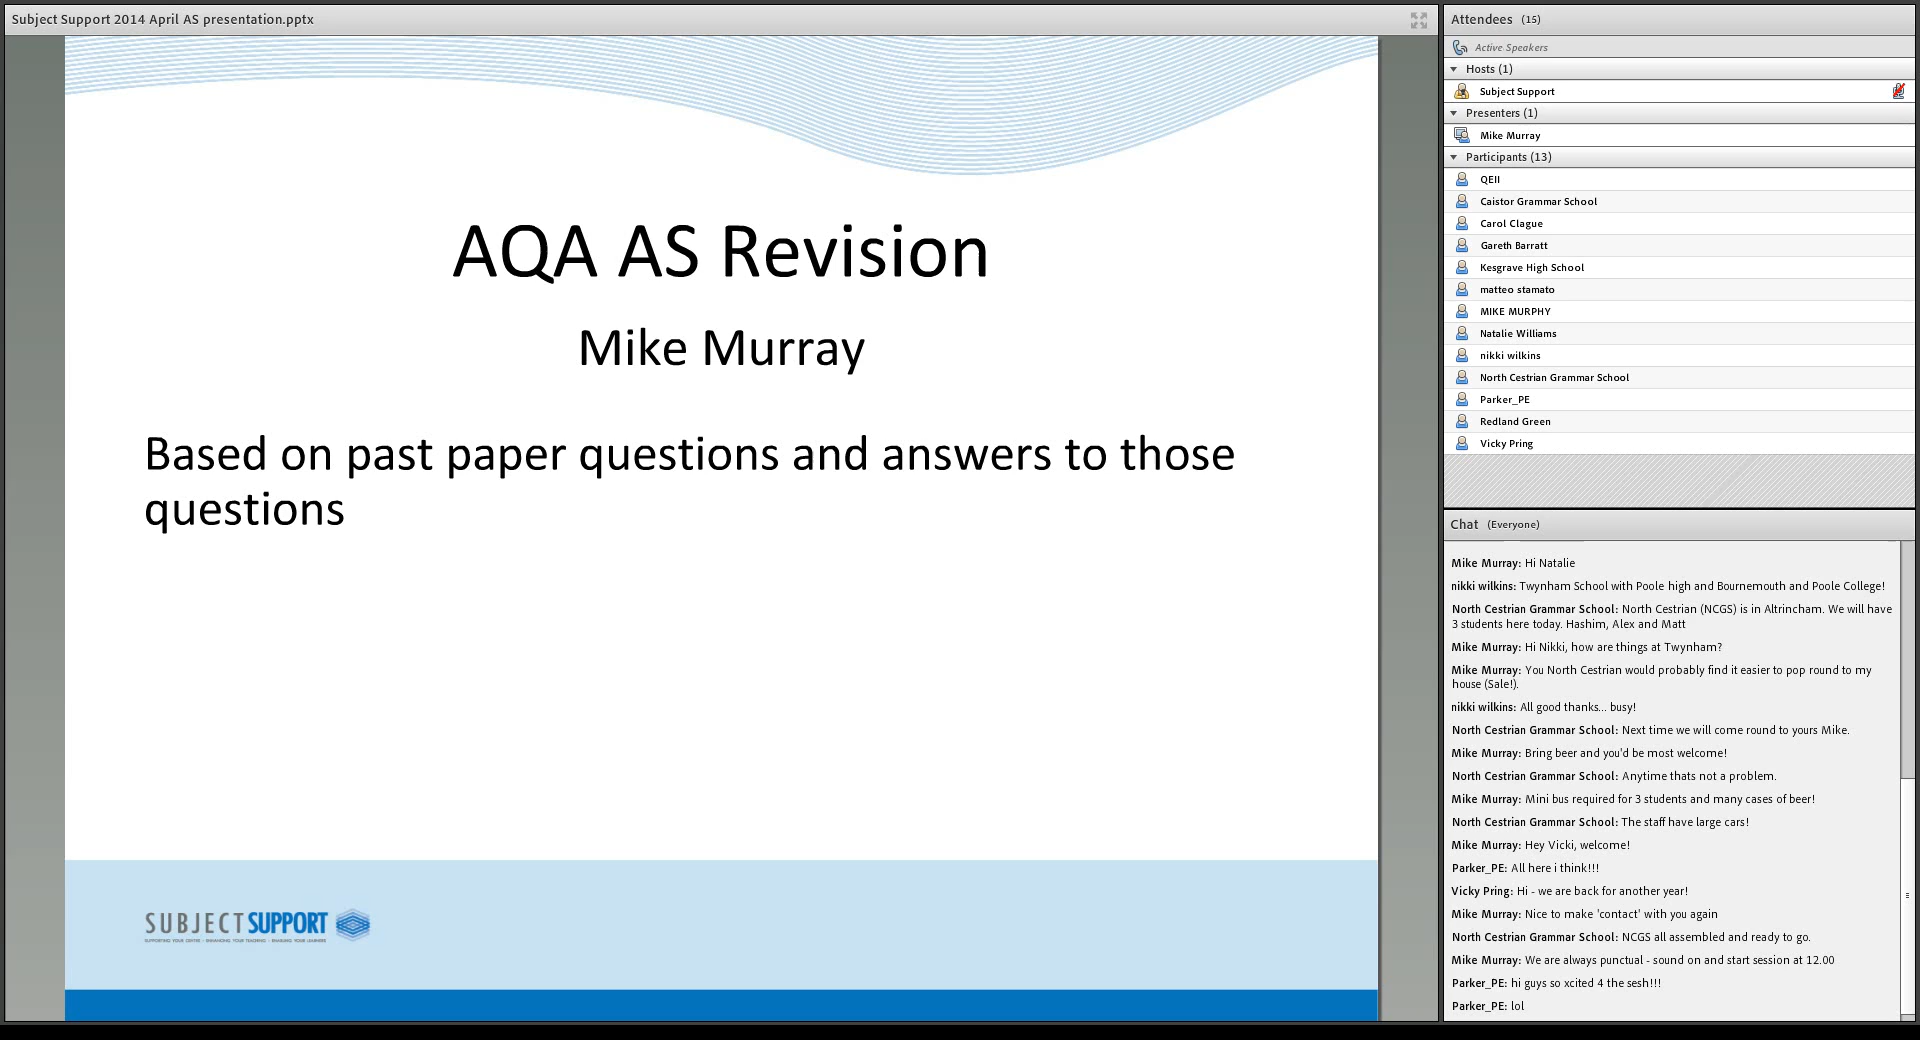 Subject Support 2014 April AS presentation.pptx
AQA AS Revision
Mike Murray
Based on past paper questions and answers to those
questions
SUBJECTSUPPORT
SUPPORTING YOUR CENTRE - ENHANCING YOUR TEACHING - ENGAGING YOUR LEARNERS
Attendees (15)
Active Speakers
Hosts (1)
Subject Support
Presenters (1)
Mike Murray
Participants (13)
QEII
Caistor Grammar School
Carol Clague
Gareth Barratt
Kesgrave High School
matteo stamato
MIKE MURPHY
Natalie Williams
nikki wilkins
North Cestrian Grammar School
Parker_PE
Redland Green
Vicky Pring
Chat (Everyone)
Mike Murray: Hi Natalie
nikki wilkins: Twynham School with Poole high and Bournemouth and Poole College!
North Cestrian Grammar School: North Cestrian (NCGS) is in Altrincham. We will have
3 students here today. Hashim, Alex and Matt
Mike Murray: Hi Nikki, how are things at Twynham?
Mike Murray: You North Cestrian would probably find it easier to pop round to my
house (Sale!).
nikki wilkins: All good thanks... busy!
North Cestrian Grammar School: Next time we will come round to yours Mike.
Mike Murray: Bring beer and you'd be most welcome!
North Cestrian Grammar School: Anytime thats not a problem.
Mike Murray: Mini bus required for 3 students and many cases of beer!
North Cestrian Grammar School: The staff have large cars!
Mike Murray: Hey Vicki, welcome!
Parker_PE: All here i think!!!
Vicky Pring: Hi - we are back for another year!
Mike Murray: Nice to make 'contact' with you again
North Cestrian Grammar School: NCGS all assembled and ready to go.
Mike Murray: We are always punctual - sound on and start session at 12.00
Parker_PE: hi guys so xcited 4 the sesh!!!
Parker_PE: lol